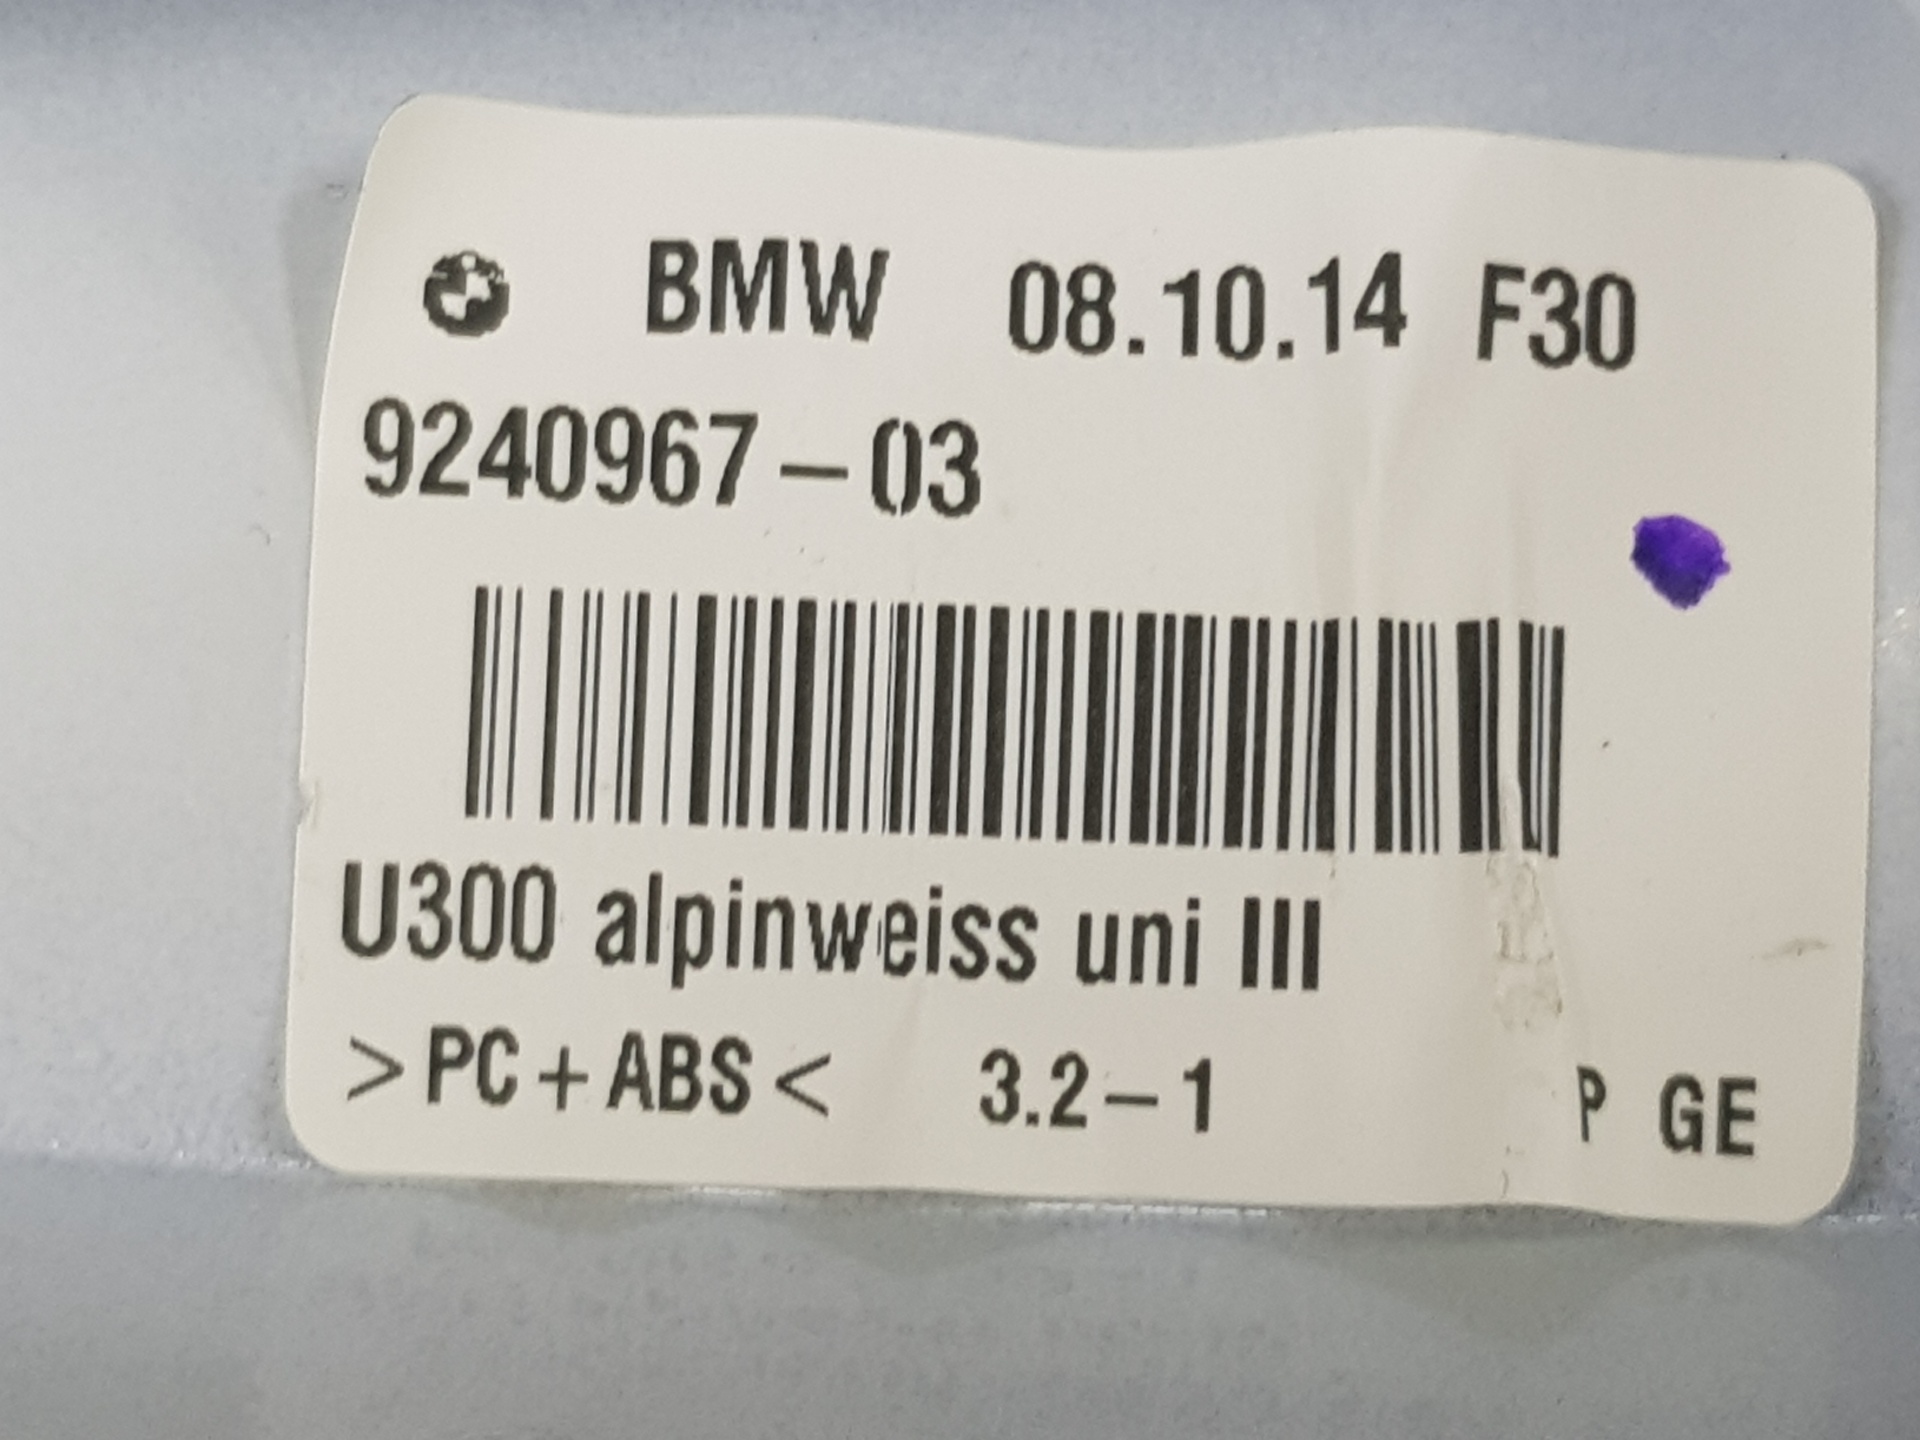 BMW 08.10.14 F30
9240967-03
U300 alpinweiss uni III
>PC+ABS< 3.2-1 P GE